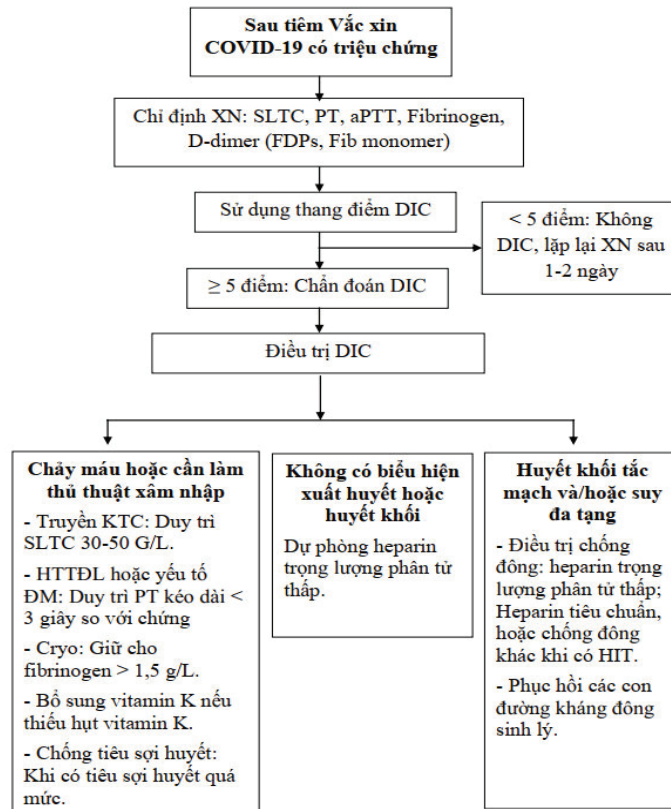 Sau tiêm Vắc xin
COVID-19 có triệu chứng
Chỉ định XN: SLTC, PT, aPTT, Fibrinogen,
D-dimer (FDPs, Fib monomer)
Sử dụng thang điểm DIC
< 5 điểm: Không
DIC, lặp lại XN sau
1-2 ngày
≥ 5 điểm: Chẩn đoán DIC
Điều trị DIC
Chảy máu hoặc cần làm
thủ thuật xâm nhập
- Truyền KTC: Duy trì
SLTC 30-50 G/L.
- HTTĐL hoặc yếu tố
ĐM: Duy trì PT kéo dài <
3 giây so với chứng
- Cryo: Giữ cho
fibrinogen > 1,5 g/L.
- Bổ sung vitamin K nếu
thiếu hụt vitamin K.
- Chống tiêu sợi huyết:
Khi có tiêu sợi huyết quá
mức.
Không có biểu hiện
xuất huyết hoặc
huyết khối
Dự phòng heparin
trọng lượng phân tử
thấp.
Huyết khối tắc
mạch và/hoặc suy
đa tạng
- Điều trị chống
đông: heparin trọng
lượng phân tử thấp;
Heparin tiêu chuẩn,
hoặc chống đông
khác khi có HIT.
- Phục hồi các con
đường kháng đông
sinh lý.